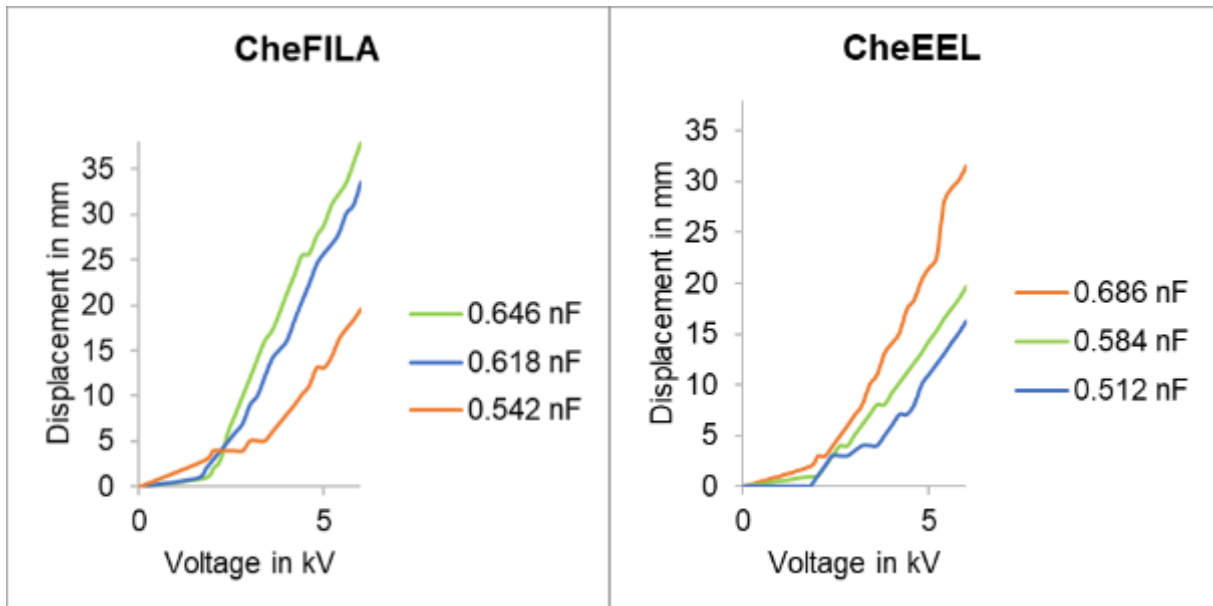 CheFILA
Displacement in mm
35
30
25
20
15
10
5
0
0
5
Voltage in kV
0.646 nF
0.618 nF
0.542 nF
CheEEL
Displacement in mm
35
30
25
20
15
10
5
0
0
5
Voltage in kV
0.686 nF
0.584 nF
0.512 nF